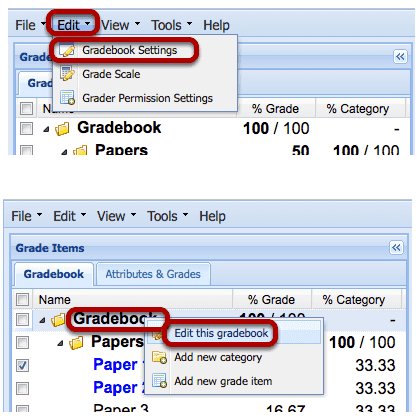 File Edit View Tools Help
Grade
Gradebook Settings
Grad
Grade Scale
Grader Permission Settings
Name % Grade % Category
Gradebook 100 / 100 -
Papers 50 100 / 100
File Edit View Tools Help
Grade Items
Gradebook Attributes & Grades
Name % Grade % Category
Gradebook 100 / 100 -
Edit this gradebook
Papers 100 / 100
Add new category
Paper 33.33
Add new grade item
Paper 33.33
Paper 3 16.67 33.33